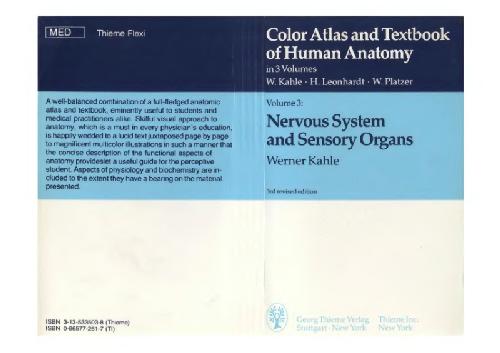 MED Thieme Flexi
A well-balanced combination of a full-fledged anatomic
atlas and textbook, eminently useful to students and
medical practitioners alike. Skilful visual approach to
anatomy, which is a must in every physician's education,
is happily wedded to a lucid text juxtaposed page by page
to magnificent multicolor illustrations in such a manner that
the concise description of the functional aspects of
anatomy provideslet a useful guide for the perceptive
student. Aspects of physiology and biochemistry are in-
cluded to the extent they have a bearing on the material
presented.
ISBN 3-13-533503-8 (Thieme)
ISBN 0-86577-251-7 (TI)
Color Atlas and Textbook
of Human Anatomy
in 3 Volumes
W. Kahle · H. Leonhardt · W. Platzer
Volume 3:
Nervous System
and Sensory Organs
Werner Kahle
3rd revised edition
Georg Thieme Verlag Thieme Inc.
Stuttgart · New York New York